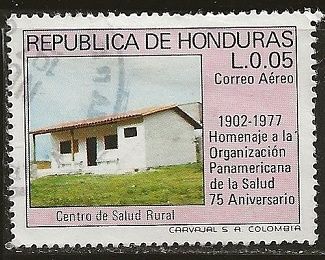 REPUBLICA DE HONDURAS
L.0.05
Correo Aéreo
1902-1977
Homenaje a la
Organización
Panamericana
de la Salud
75 Aniversario
Centro de Salud Rural
CARVAJAL S. A. COLOMBIA